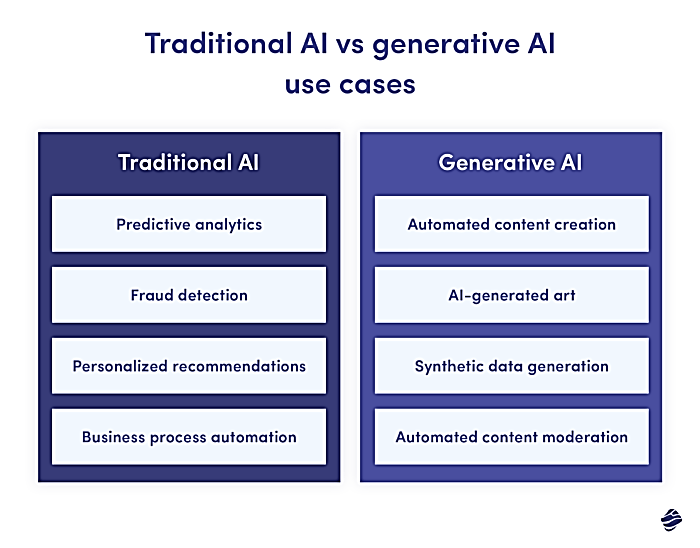 Traditional AI vs generative AI
use cases
Traditional AI
Predictive analytics
Fraud detection
Personalized recommendations
Business process automation
Generative AI
Automated content creation
AI-generated art
Synthetic data generation
Automated content moderation